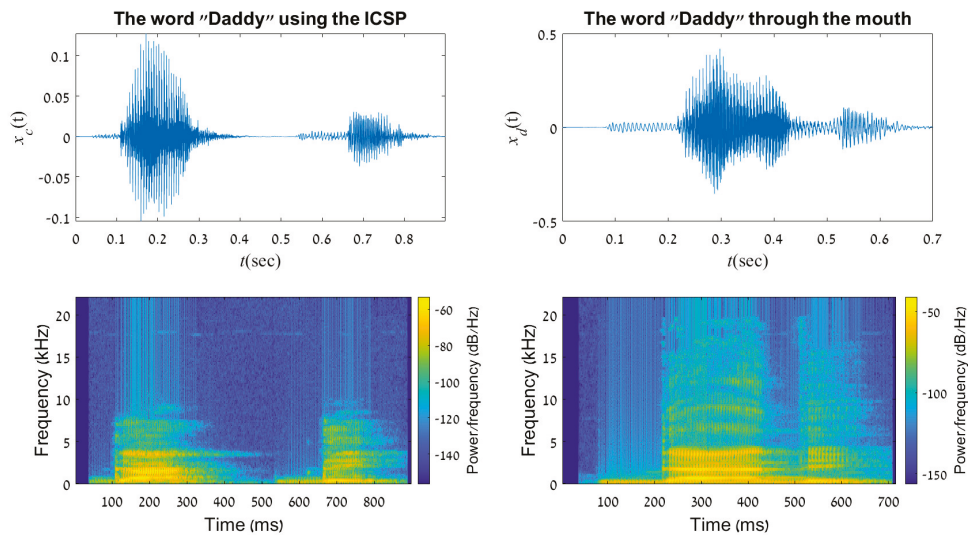 The word "Daddy" using the ICSP
0.1
0.05
0
-0.05
-0.1
x_c(t)
0 0.1 0.2 0.3 0.4 0.5 0.6 0.7 0.8
t(sec)
The word "Daddy" through the mouth
0.5
0
-0.5
x_d(t)
0 0.1 0.2 0.3 0.4 0.5 0.6 0.7
t(sec)
20
15
10
5
0
Frequency (kHz)
100 200 300 400 500 600 700 800
Time (ms)
-60
-80
-100
-120
-140
Power/frequency (dB/Hz)
20
15
10
5
0
Frequency (kHz)
100 200 300 400 500 600 700
Time (ms)
-50
-100
-150
Power/frequency (dB/Hz)